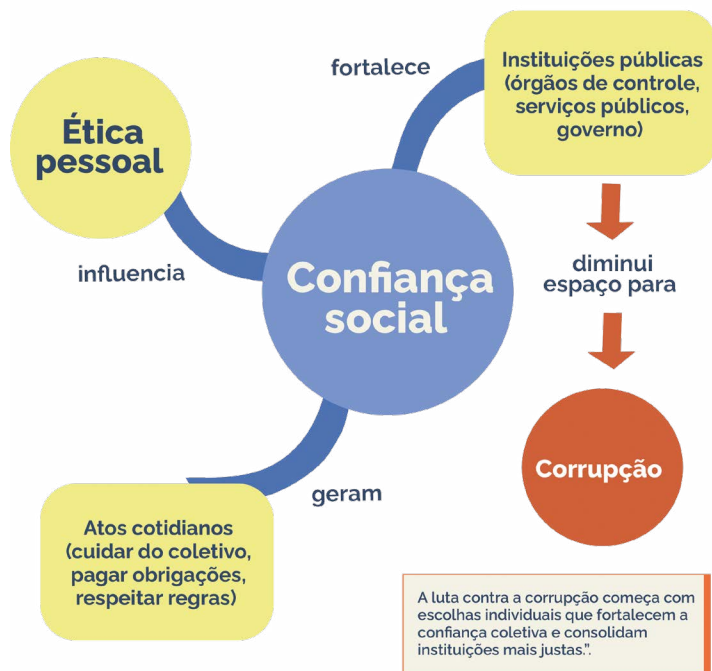 Ética
pessoal
influencia
Confiança
social
fortalece
Instituições públicas
(órgãos de controle,
serviços públicos,
governo)
diminui
espaço para
Corrupção
geram
Atos cotidianos
(cuidar do coletivo,
pagar obrigações,
respeitar regras)
A luta contra a corrupção começa com
escolhas individuais que fortalecem a
confiança coletiva e consolidam
instituições mais justas.”.